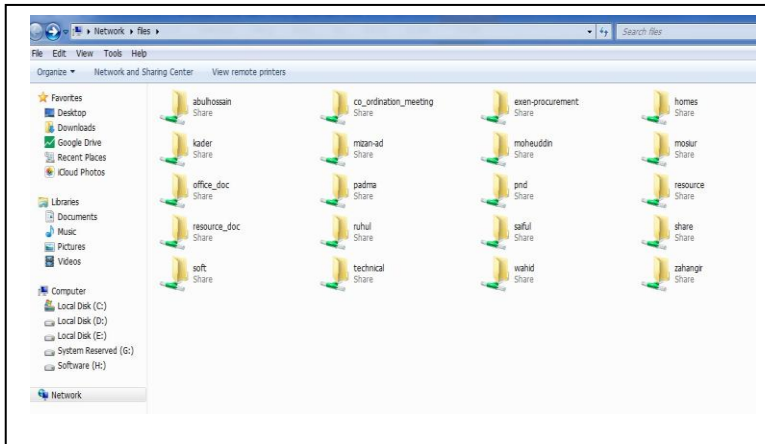 Network ▸ files ▸
Search files
File Edit View Tools Help
Organize Network and Sharing Center View remote printers
Favorites
Desktop
Downloads
Google Drive
Recent Places
iCloud Photos
Libraries
Documents
Music
Pictures
Videos
Computer
Local Disk (C:)
Local Disk (D:)
Local Disk (E:)
System Reserved (G:)
Software (H:)
Network
abulhossain
Share
co_ordination_meeting
Share
exen-procurement
Share
homes
Share
kader
Share
mizan-ad
Share
moheuddin
Share
mosiur
Share
office_doc
Share
padma
Share
pnd
Share
resource
Share
resource_doc
Share
ruhul
Share
saiful
Share
share
Share
soft
Share
technical
Share
wahid
Share
zahangir
Share